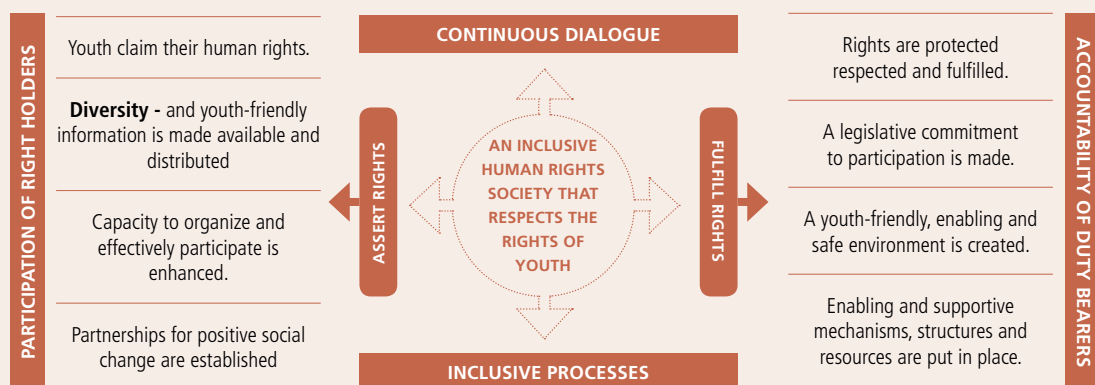 PARTICIPATION OF RIGHT HOLDERS
Youth claim their human rights.
Diversity - and youth-friendly
information is made available and
distributed
Capacity to organize and
effectively participate is
enhanced.
Partnerships for positive social
change are established
ASSERT RIGHTS
CONTINUOUS DIALOGUE
AN INCLUSIVE
HUMAN RIGHTS
SOCIETY THAT
RESPECTS THE
RIGHTS OF
YOUTH
INCLUSIVE PROCESSES
FULFILL RIGHTS
Rights are protected
respected and fulfilled.
A legislative commitment
to participation is made.
A youth-friendly, enabling and
safe environment is created.
Enabling and supportive
mechanisms, structures and
resources are put in place.
ACCOUNTABILITY OF DUTY BEARERS